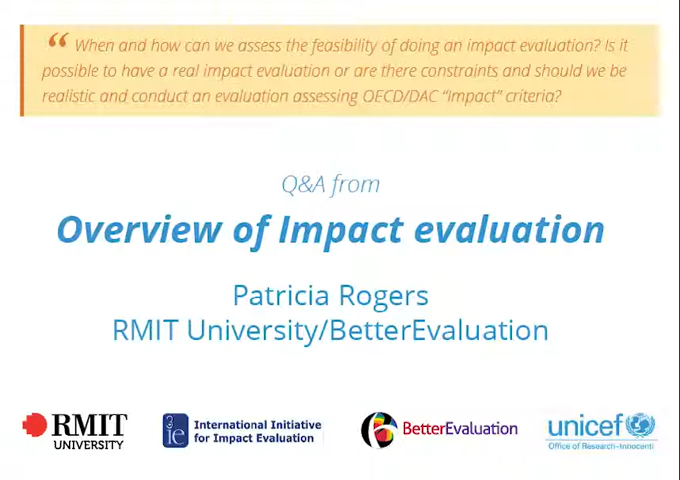 “ When and how can we assess the feasibility of doing an impact evaluation? Is it
possible to have a real impact evaluation or are there constraints and should we be
realistic and conduct an evaluation assessing OECD/DAC “Impact” criteria?
Q&A from
Overview of Impact evaluation
Patricia Rogers
RMIT University/BetterEvaluation
RMIT
UNIVERSITY
3ie
International Initiative
for Impact Evaluation
BetterEvaluation
unicef
Office of Research–Innocenti